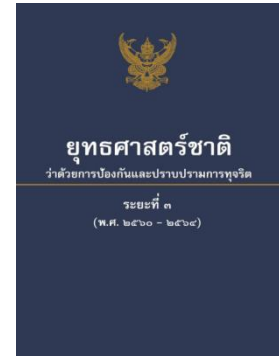 ยุทธศาสตร์ชาติ
ว่าด้วยการป้องกันและปราบปรามการทุจริต
ระยะที่ ๓
(พ.ศ. ๒๕๖๐ - ๒๕๖๔)